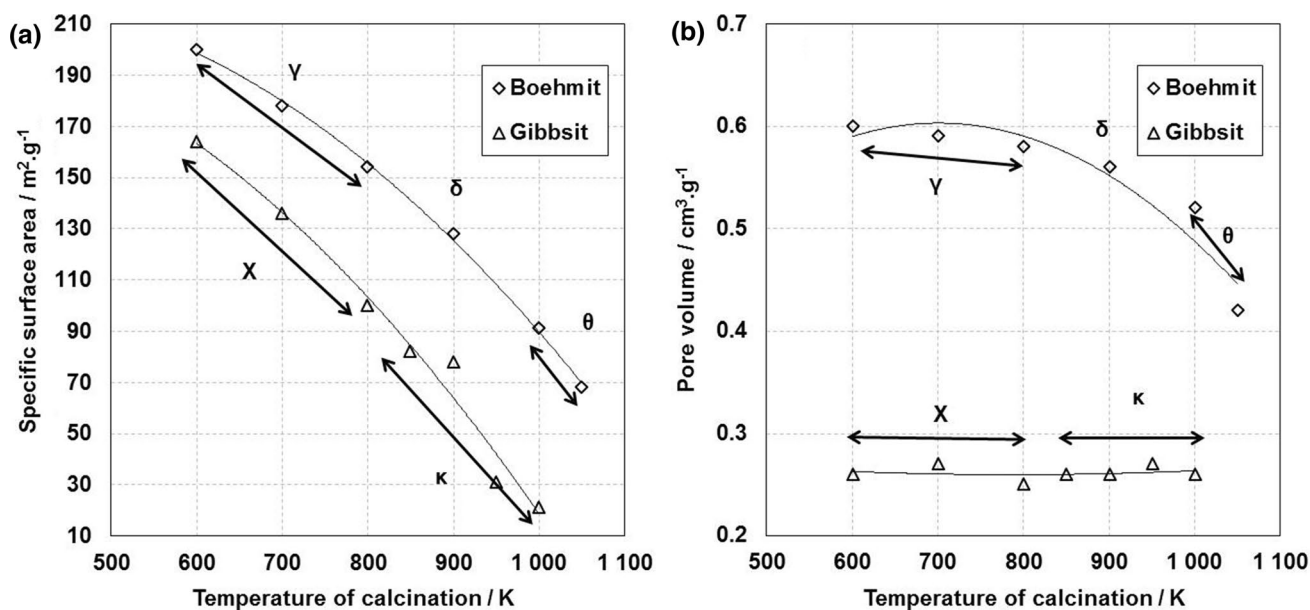 (a)
210
190
170
150
130
110
90
70
50
30
10
Specific surface area / m².g⁻¹
500 600 700 800 900 1 000 1 100
Temperature of calcination / K
Boehmit
Gibbsit
γ
δ
θ
X
κ
(b)
0.7
0.6
0.5
0.4
0.3
0.2
Pore volume / cm³.g⁻¹
500 600 700 800 900 1 000 1 100
Temperature of calcination / K
Boehmit
Gibbsit
δ
γ
θ
X
κ